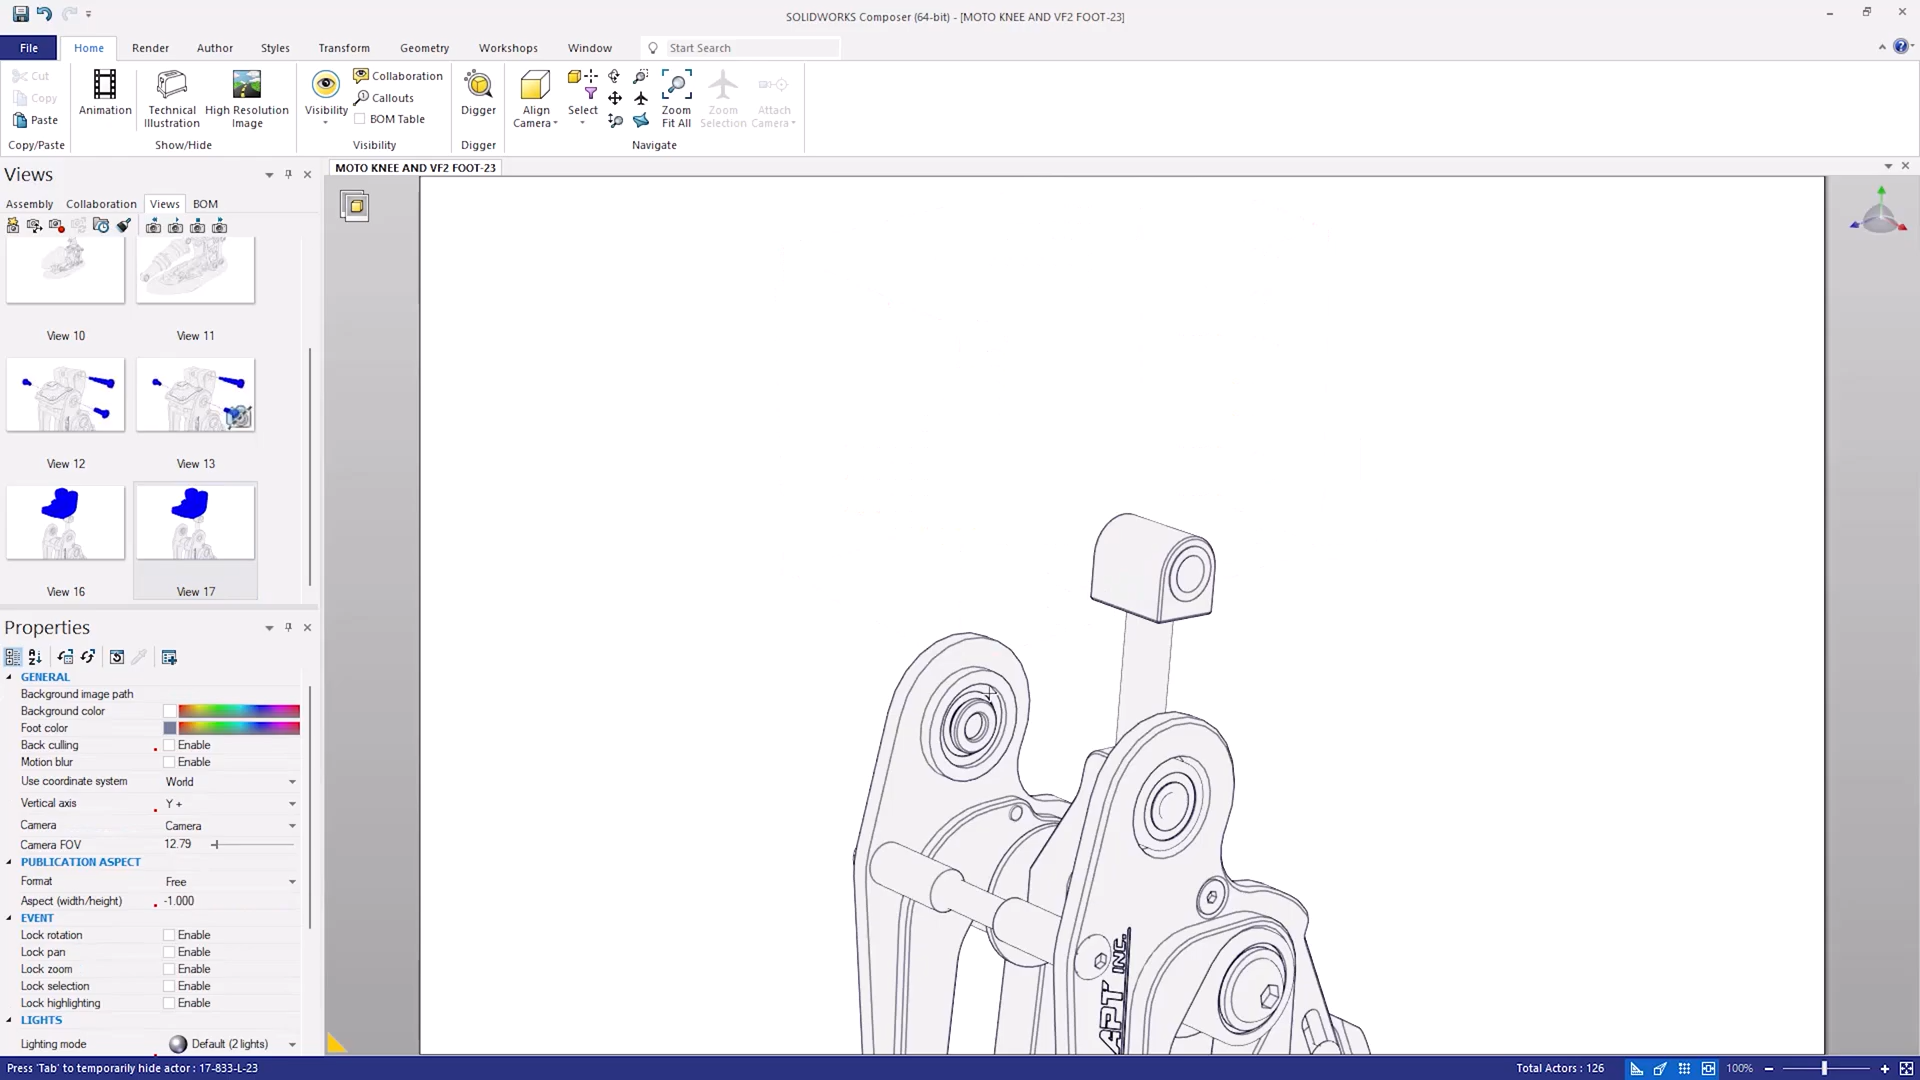 SOLIDWORKS Composer (64-bit) - [MOTO KNEE AND VF2 FOOT-23]
File Home Render Author Styles Transform Geometry Workshops Window Start Search
Cut
Copy
Paste
Copy/Paste
Animation
Technical Illustration
High Resolution Image
Show/Hide
Visibility
Collaboration
Callouts
BOM Table
Visibility
Digger
Digger
Align Camera
Select
Zoom Fit All
Zoom Selection
Attach Camera
Navigate
Views
MOTO KNEE AND VF2 FOOT-23
Assembly Collaboration Views BOM
View 10 View 11
View 12 View 13
View 16 View 17
Properties
GENERAL
Background image path
Background color
Foot color
Back culling Enable
Motion blur Enable
Use coordinate system World
Vertical axis Y +
Camera Camera
Camera FOV 12.79
PUBLICATION ASPECT
Format Free
Aspect (width/height) -1.000
EVENT
Lock rotation Enable
Lock pan Enable
Lock zoom Enable
Lock selection Enable
Lock highlighting Enable
LIGHTS
Lighting mode Default (2 lights)
APT INC.
Press 'Tab' to temporarily hide actor : 17-833-L-23
Total Actors : 126
100%